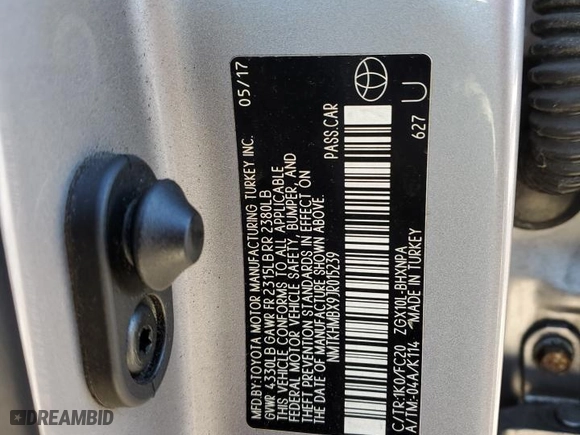 MFD.BY:TOYOTA MOTOR MANUFACTURING TURKEY INC. 05/17
GVWR 4330LB GAWR FR 2315LB RR 2380LB
THIS VEHICLE CONFORMS TO ALL APPLICABLE
FEDERAL MOTOR VEHICLE SAFETY, BUMPER, AND
THEFT PREVENTION STANDARDS IN EFFECT ON
THE DATE OF MANUFACTURE SHOWN ABOVE.
NMTKHMBX9JR015239 PASS.CAR
C/TR:1K0/FC20 ZGX10L-BHXNPA
A/TM:-04A/K114 MADE IN TURKEY 627 U
DREAMBID